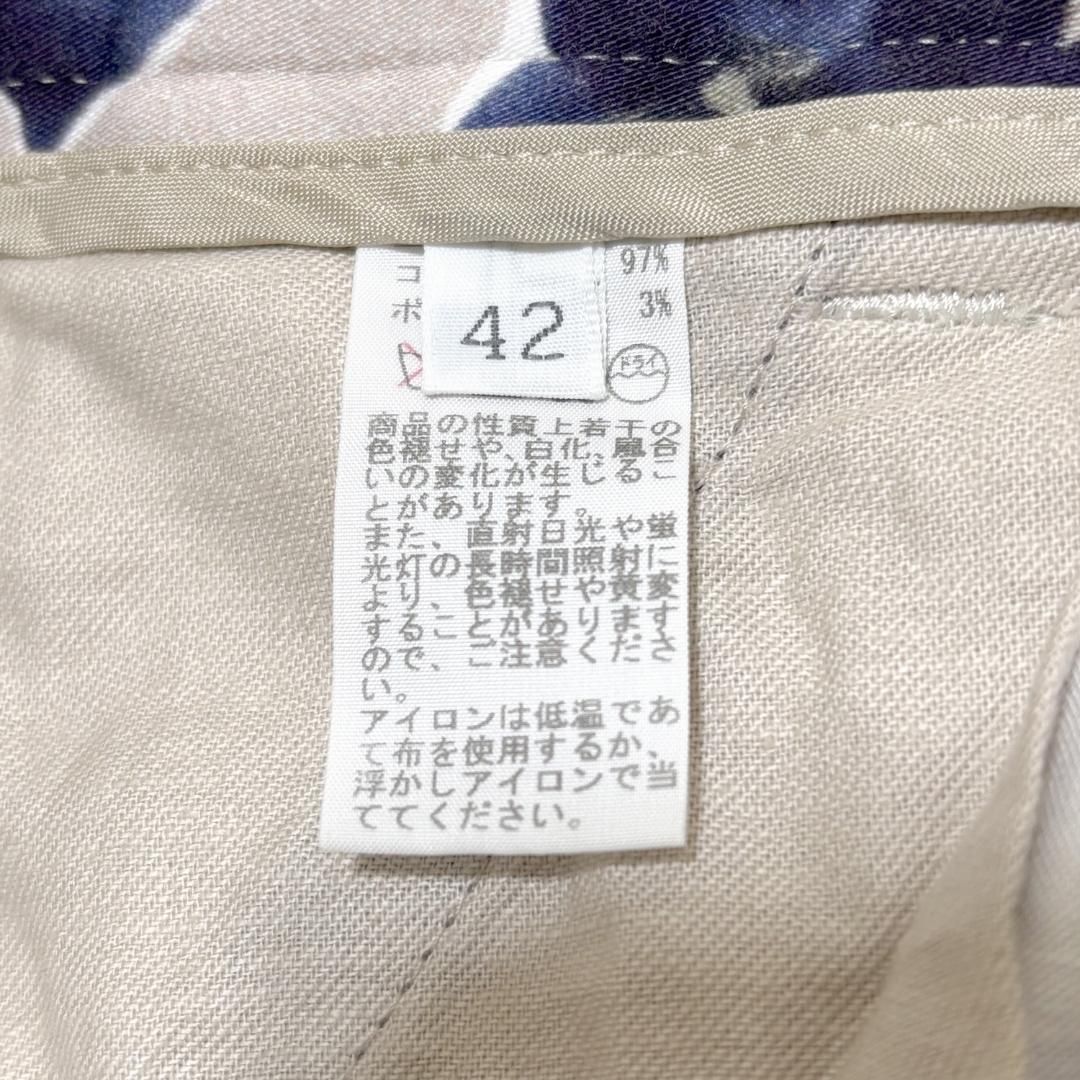 コ 97%
ポ 3%
42
ドライ
商品の性質上若干の
色褪せや、白化、風合
いの変化が生じるこ
とがあります。
また、直射日光や蛍
光灯の長時間照射に
より、色褪せや黄変
することがあります
ので、ご注意くださ
い。
アイロンは低温であ
て布を使用するか、
浮かしアイロンで当
ててください。